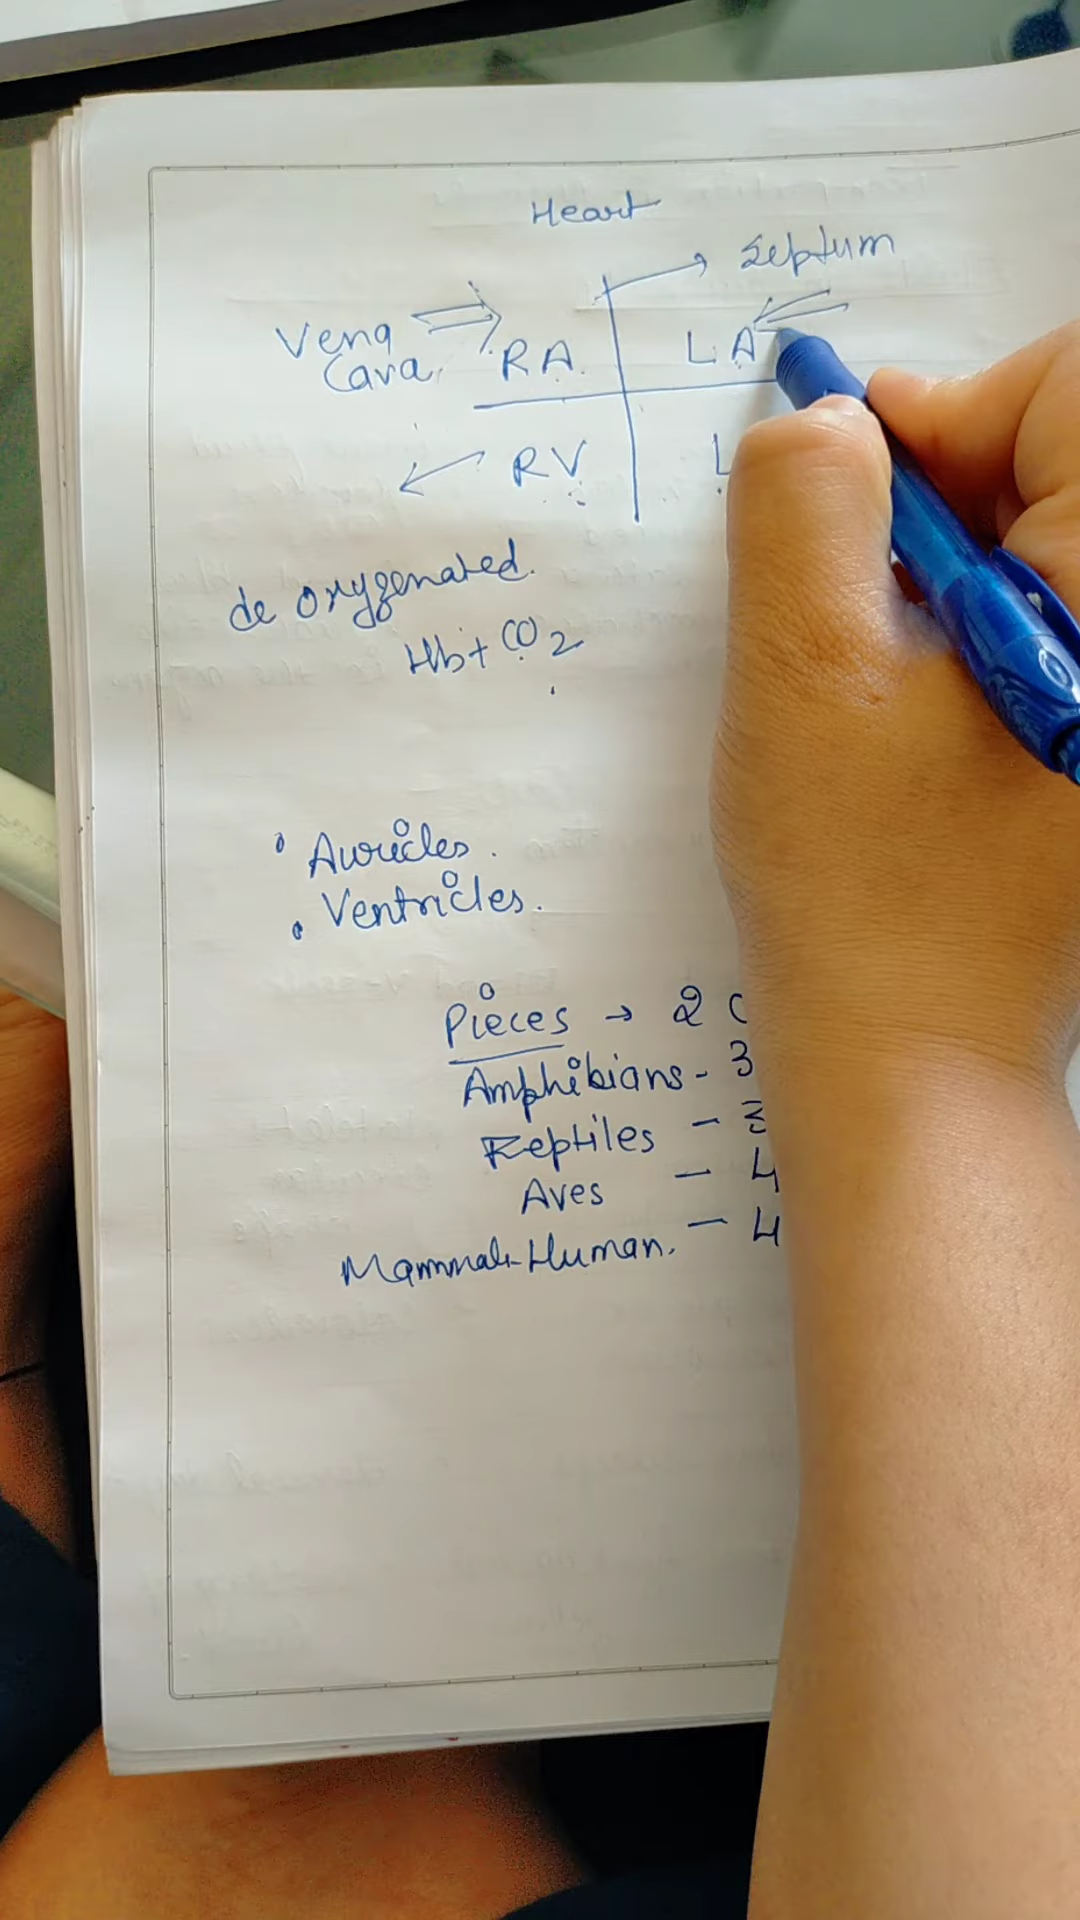 Heart
Septum
Vena
Cava
RA
LA
RV
L
de oxygenated.
Hb + CO2
• Auricles.
• Ventricles.
Pieces → 2 C
Amphibians - 3
Reptiles - 3
Aves - 4
Mammals - Human. - 4